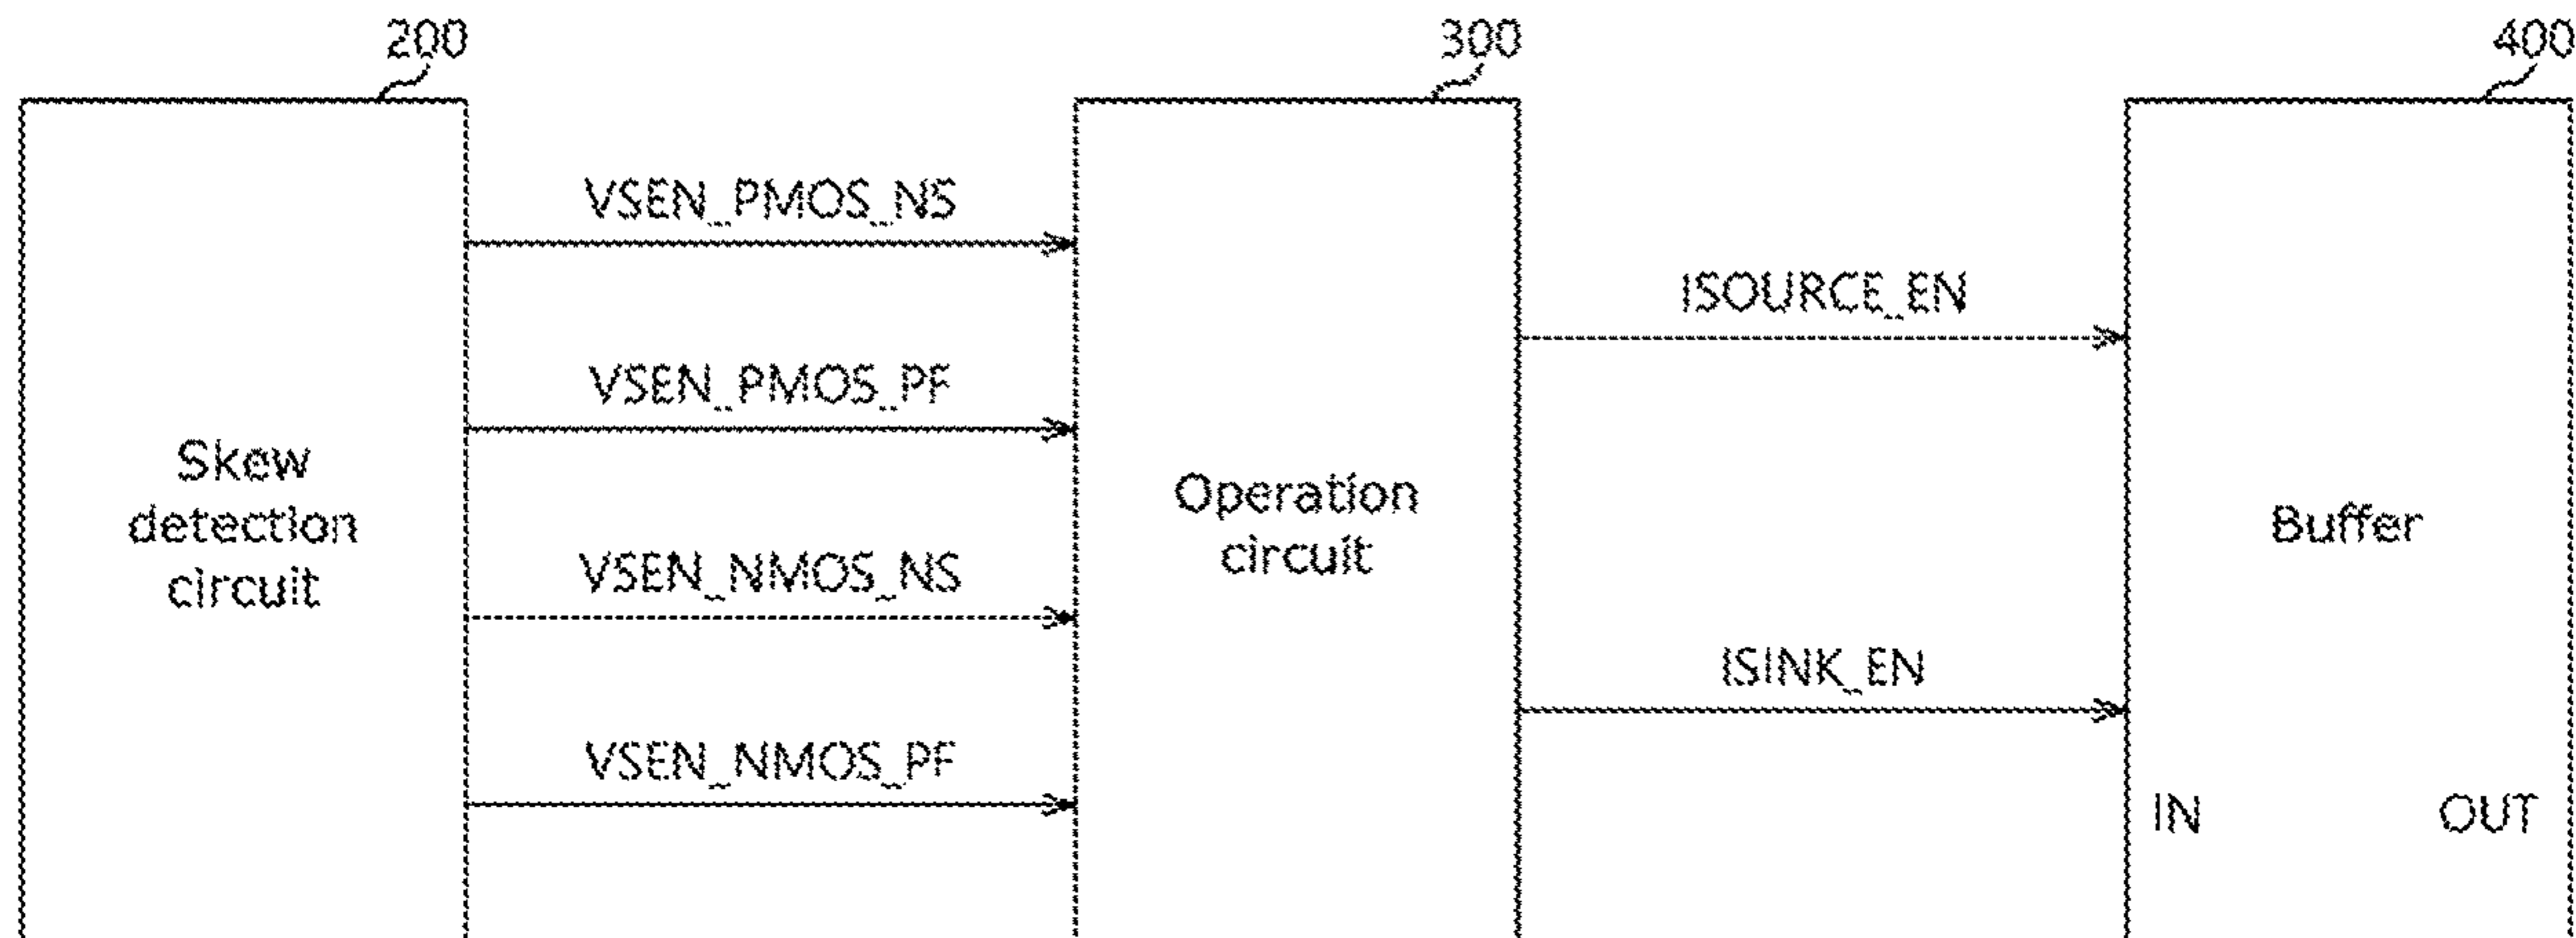 200
300
400
VSEN_PMOS_NS
ISOURCE_EN
VSEN_PMOS_PF
Skew
detection
circuit
Operation
circuit
Buffer
VSEN_NMOS_NS
ISINK_EN
VSEN_NMOS_PF
IN
OUT